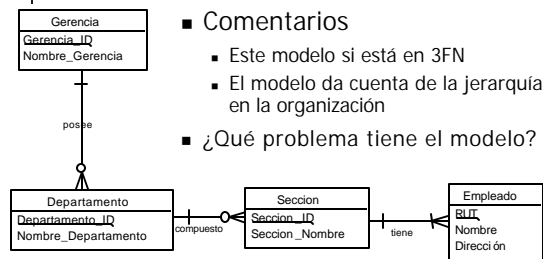 Gerencia
Gerencia_ID
Nombre_Gerencia
■ Comentarios
■ Este modelo si está en 3FN
■ El modelo da cuenta de la jerarquía
en la organización
■ ¿Qué problema tiene el modelo?
posee
Departamento
Departamento_ID
Nombre_Departamento
compuesto
Seccion
Seccion_ID
Seccion_Nombre
tiene
Empleado
RUT
Nombre
Dirección